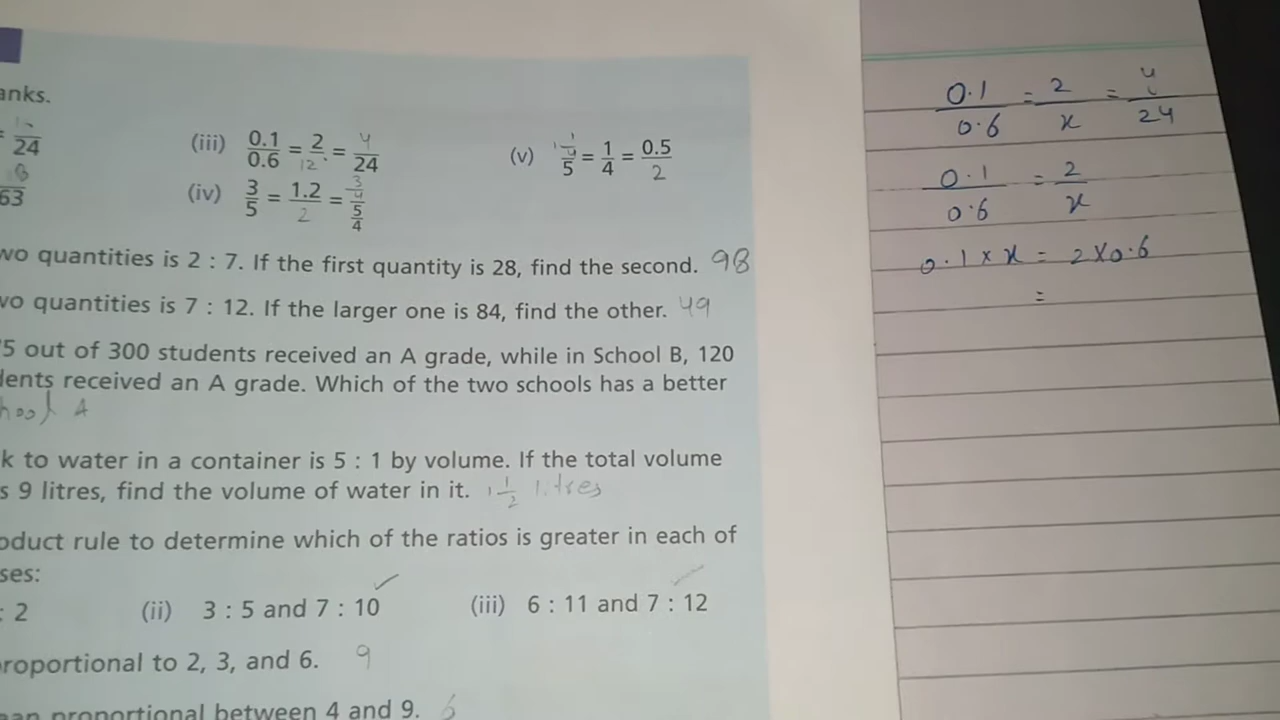 anks.
= 12/24
(iii) 0.1/0.6 = 2/12 = 4/24
(v) 1 1/4/5 = 1/4 = 0.5/2
8/63
(iv) 3/5 = 1.2/2 = 3/4/5/4
wo quantities is 2 : 7. If the first quantity is 28, find the second. 98
wo quantities is 7 : 12. If the larger one is 84, find the other. 49
5 out of 300 students received an A grade, while in School B, 120
dents received an A grade. Which of the two schools has a better
hool A
k to water in a container is 5 : 1 by volume. If the total volume
s 9 litres, find the volume of water in it. 1 1/2 litres
oduct rule to determine which of the ratios is greater in each of
ses:
: 2 (ii) 3 : 5 and 7 : 10 (iii) 6 : 11 and 7 : 12
roportional to 2, 3, and 6. 9
an proportional between 4 and 9. 6
0.1/0.6 = 2/x = y/24
0.1/0.6 = 2/x
0.1 × x = 2 × 0.6
=